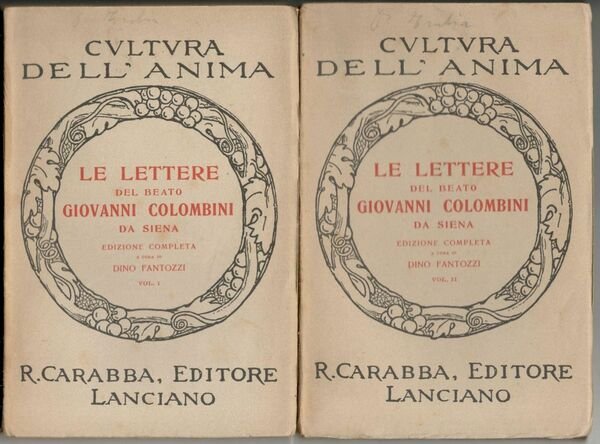 CVLTVRA
DELL' ANIMA
LE LETTERE
DEL BEATO
GIOVANNI COLOMBINI
DA SIENA
EDIZIONE COMPLETA
A CURA DI
DINO FANTOZZI
VOL. I
R. CARABBA, EDITORE
LANCIANO
CVLTVRA
DELL' ANIMA
LE LETTERE
DEL BEATO
GIOVANNI COLOMBINI
DA SIENA
EDIZIONE COMPLETA
A CURA DI
DINO FANTOZZI
VOL. II
R. CARABBA, EDITORE
LANCIANO